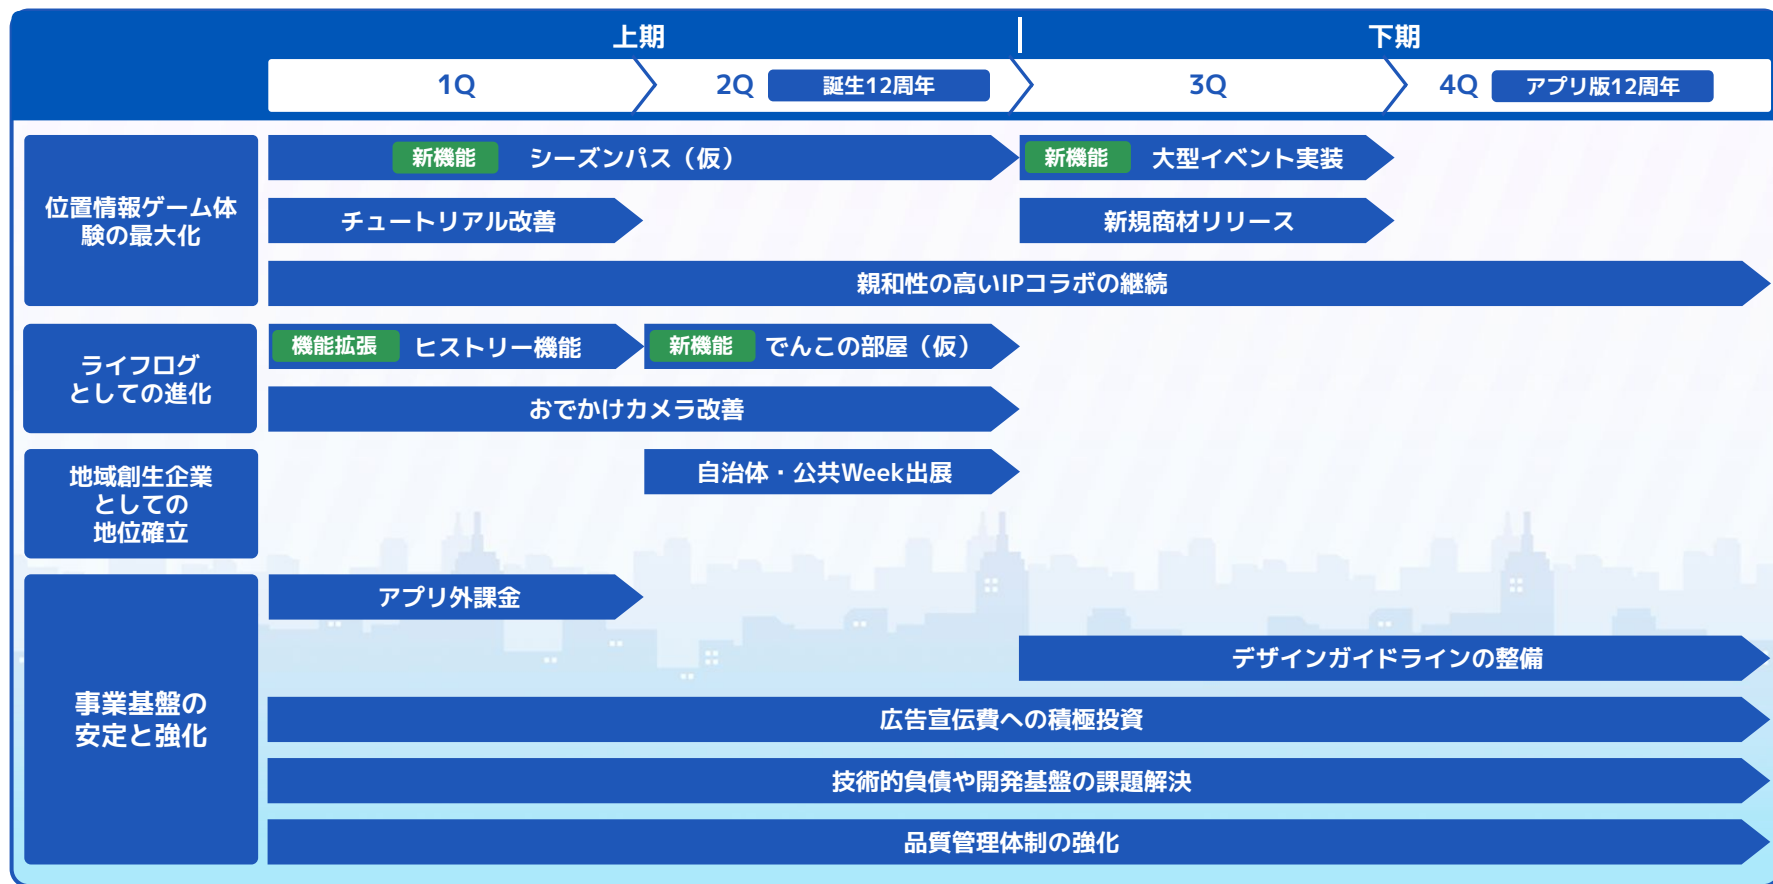 上期
下期
1Q
2Q
誕生12周年
3Q
4Q
アプリ版12周年
位置情報ゲーム体
験の最大化
新機能
シーズンパス（仮）
新機能
大型イベント実装
チュートリアル改善
新規商材リリース
親和性の高いIPコラボの継続
ライフログ
としての進化
機能拡張
ヒストリー機能
新機能
でんこの部屋（仮）
おでかけカメラ改善
地域創生企業
としての
地位確立
自治体・公共Week出展
事業基盤の
安定と強化
アプリ外課金
デザインガイドラインの整備
広告宣伝費への積極投資
技術的負債や開発基盤の課題解決
品質管理体制の強化